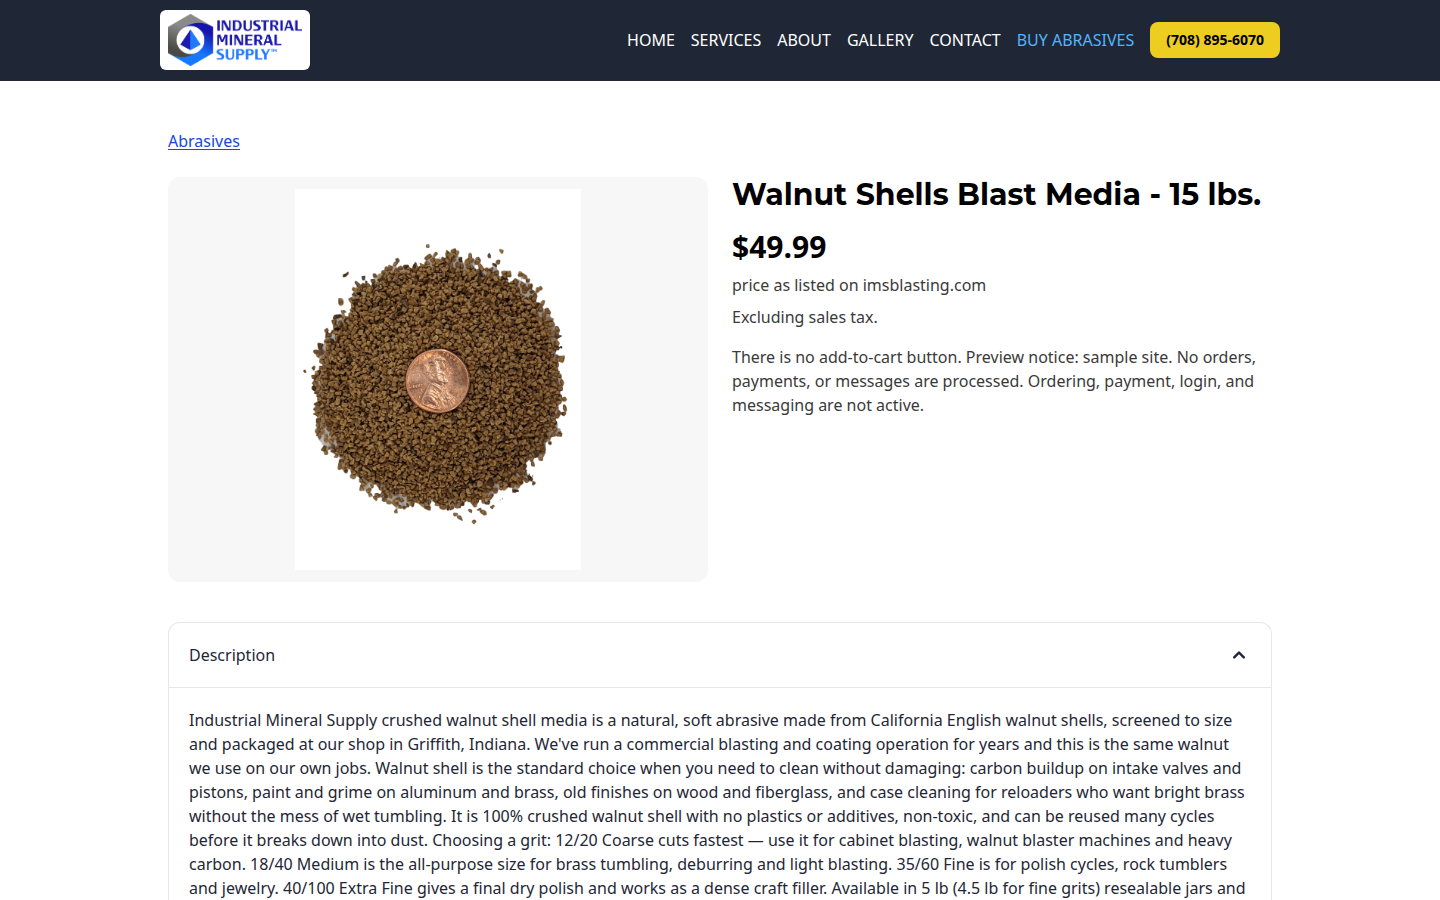 INDUSTRIAL
MINERAL
SUPPLY™
HOME SERVICES ABOUT GALLERY CONTACT BUY ABRASIVES (708) 895-6070
Abrasives
Walnut Shells Blast Media - 15 lbs.
$49.99
price as listed on imsblasting.com
Excluding sales tax.
There is no add-to-cart button. Preview notice: sample site. No orders,
payments, or messages are processed. Ordering, payment, login, and
messaging are not active.
Description
Industrial Mineral Supply crushed walnut shell media is a natural, soft abrasive made from California English walnut shells, screened to size
and packaged at our shop in Griffith, Indiana. We've run a commercial blasting and coating operation for years and this is the same walnut
we use on our own jobs. Walnut shell is the standard choice when you need to clean without damaging: carbon buildup on intake valves and
pistons, paint and grime on aluminum and brass, old finishes on wood and fiberglass, and case cleaning for reloaders who want bright brass
without the mess of wet tumbling. It is 100% crushed walnut shell with no plastics or additives, non-toxic, and can be reused many cycles
before it breaks down into dust. Choosing a grit: 12/20 Coarse cuts fastest — use it for cabinet blasting, walnut blaster machines and heavy
carbon. 18/40 Medium is the all-purpose size for brass tumbling, deburring and light blasting. 35/60 Fine is for polish cycles, rock tumblers
and jewelry. 40/100 Extra Fine gives a final dry polish and works as a dense craft filler. Available in 5 lb (4.5 lb for fine grits) resealable jars and